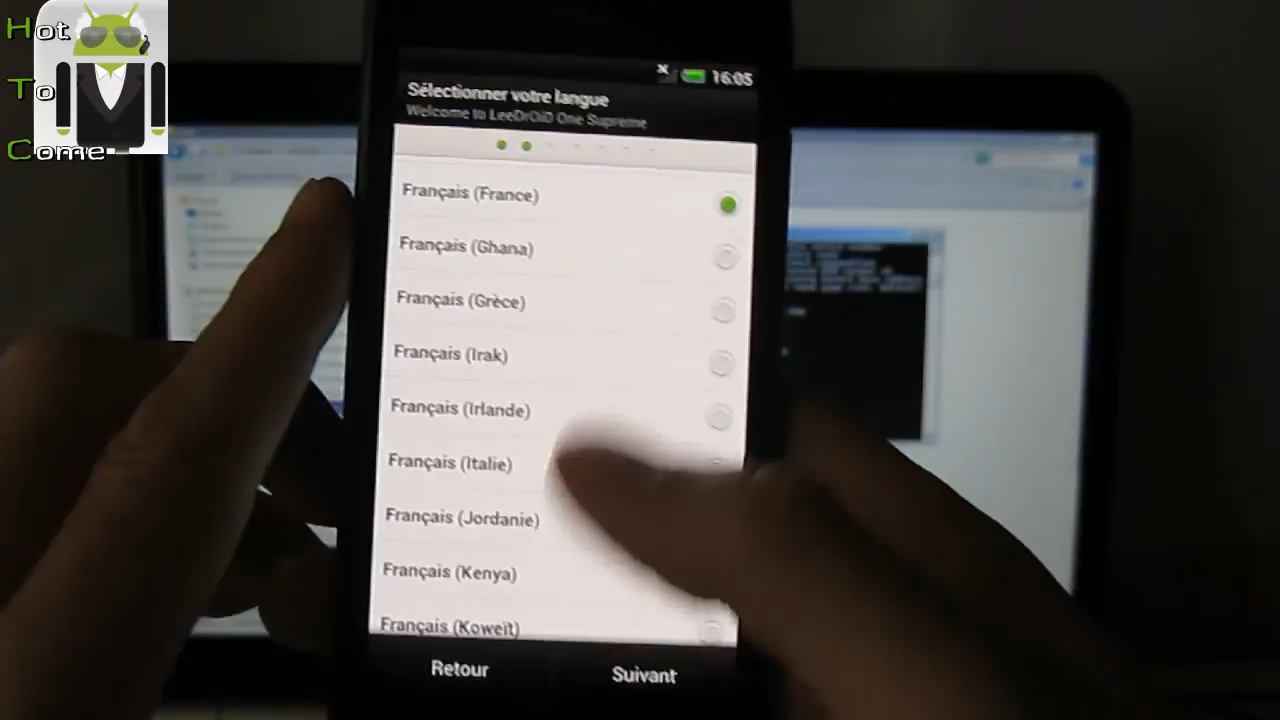 Hot
To
Come
16:05
Sélectionner votre langue
Welcome to LeeDrOiD One Supreme
Français (France)
Français (Ghana)
Français (Grèce)
Français (Irak)
Français (Irlande)
Français (Italie)
Français (Jordanie)
Français (Kenya)
Français (Koweït)
Retour
Suivant